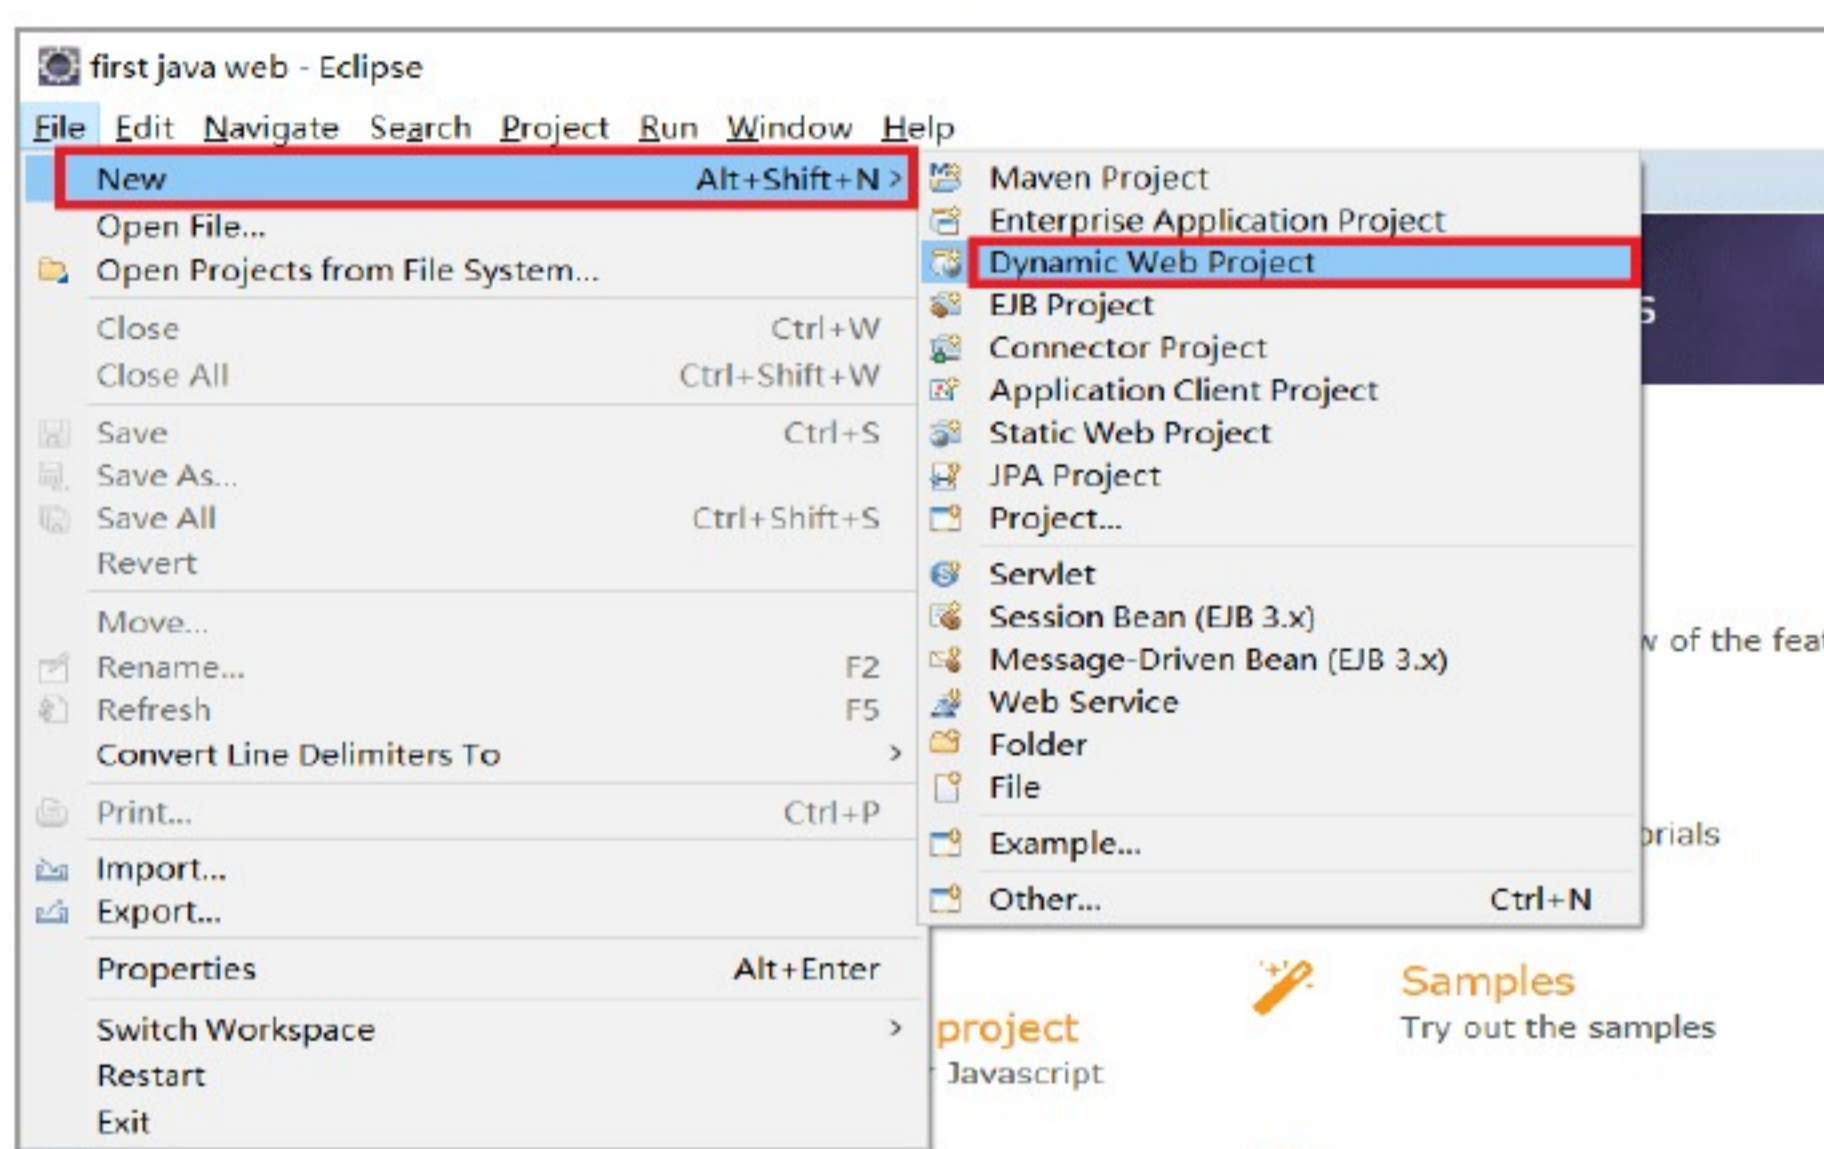 first java web - Eclipse
File Edit Navigate Search Project Run Window Help
New Alt+Shift+N >
Open File...
Open Projects from File System...
Close Ctrl+W
Close All Ctrl+Shift+W
Save Ctrl+S
Save As...
Save All Ctrl+Shift+S
Revert
Move...
Rename... F2
Refresh F5
Convert Line Delimiters To >
Print... Ctrl+P
Import...
Export...
Properties Alt+Enter
Switch Workspace >
Restart
Exit
Maven Project
Enterprise Application Project
Dynamic Web Project
EJB Project
Connector Project
Application Client Project
Static Web Project
JPA Project
Project...
Servlet
Session Bean (EJB 3.x)
Message-Driven Bean (EJB 3.x)
Web Service
Folder
File
Example...
Other... Ctrl+N
of the
project
Javascript
Samples
Try out the samples